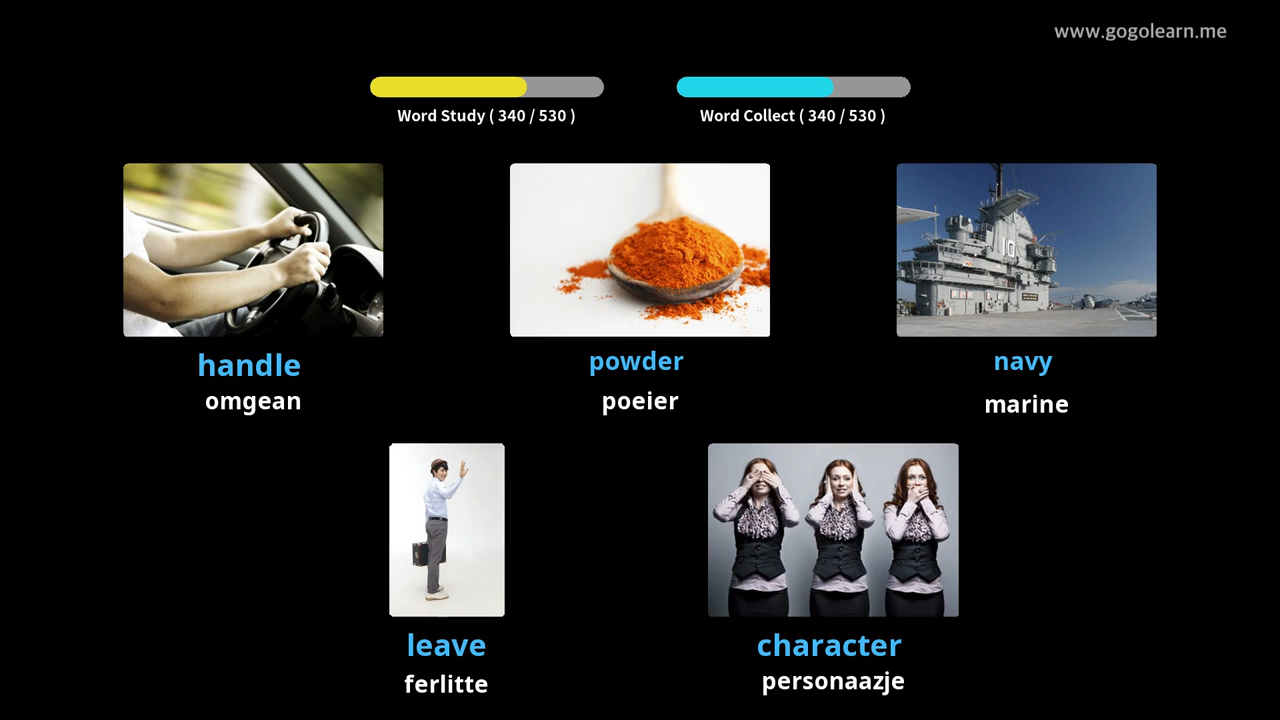 www.gogolearn.me
Word Study ( 340 / 530 )
Word Collect ( 340 / 530 )
16
handle
powder
navy
omgean
poeier
marine
leave
character
ferlitte
personaazje